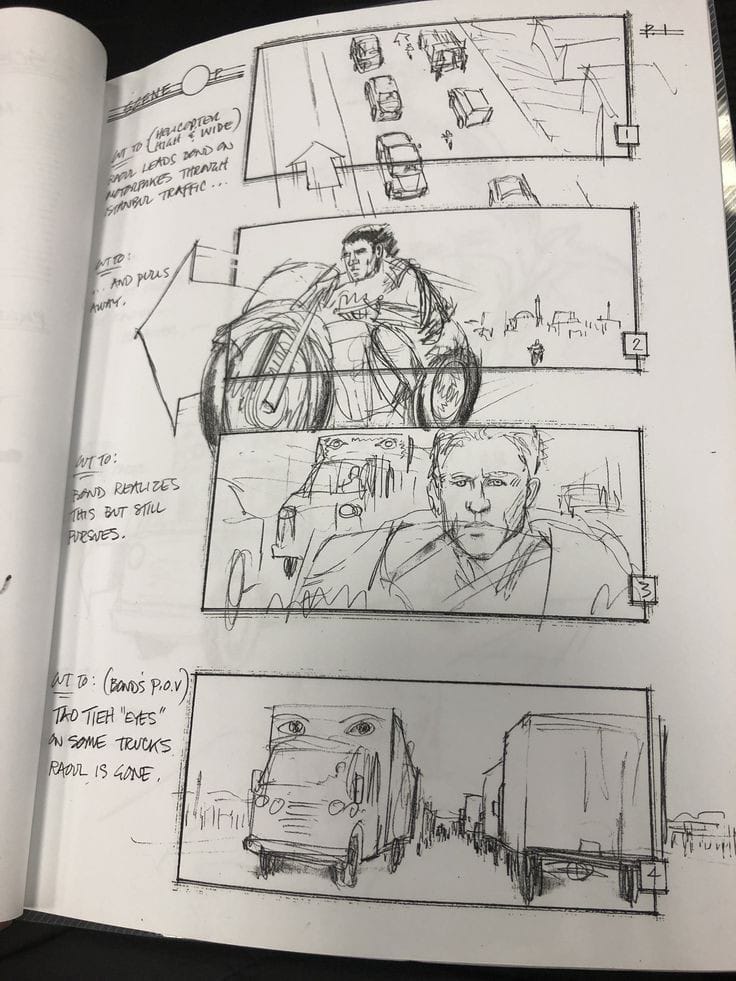 P. 1
SCENE
CUT TO (HELICOPTER
HIGH & WIDE)
RAOUL LEADS BOND ON
MOTORBIKES THROUGH
ISTANBUL TRAFFIC...
1
CUT TO:
... AND PULLS
AWAY.
2
CUT TO:
BOND REALIZES
THIS BUT STILL
PURSUES.
3
CUT TO: (BOND'S P.O.V)
TAO TIEH "EYES"
ON SOME TRUCKS
RAOUL IS GONE.
4